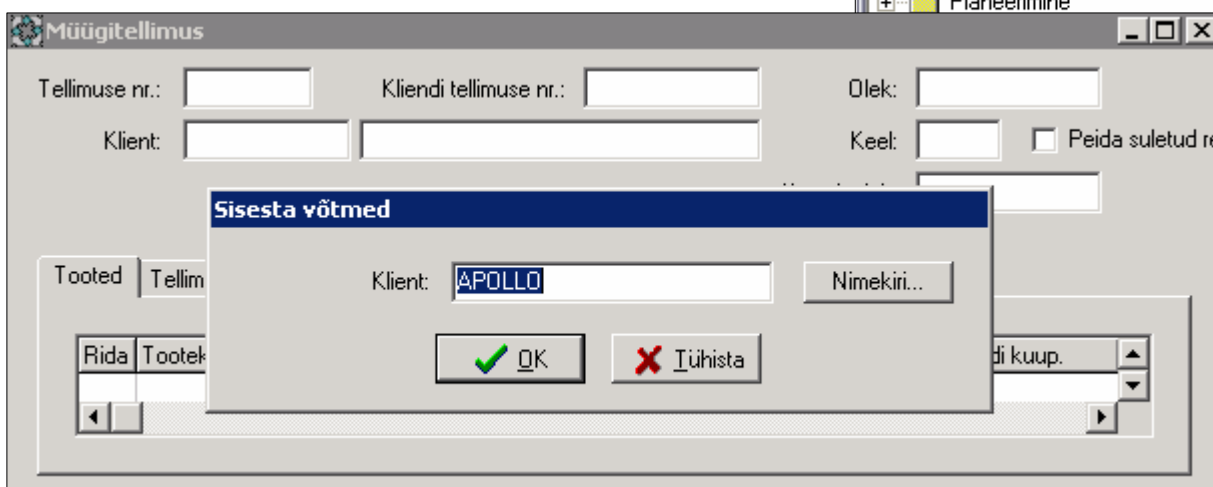 Planeerimine
Müügitellimus
Tellimuse nr.: Kliendi tellimuse nr.: Olek:
Klient: Keel: Peida suletud
Sisesta võtmed
Tooted Tellim
Klient: APOLLO Nimekiri...
OK Tühista
Rida Tootek di kuup.